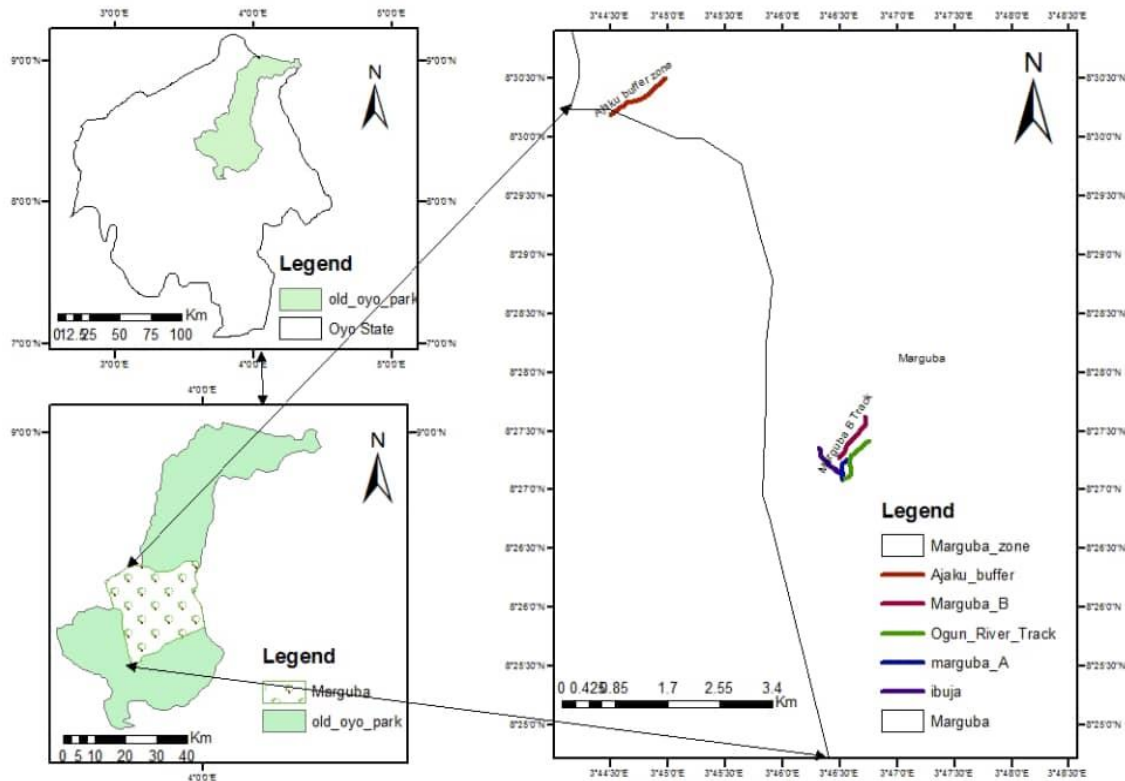 3°0'0"E 4°0'0"E 5°0'0"E
9°0'0"N 9°0'0"N
N
8°0'0"N 8°0'0"N
Legend
old_oyo_park
Oyo State
Km
0 12.5 25 50 75 100
7°0'0"N 7°0'0"N
3°0'0"E 4°0'0"E 5°0'0"E
4°0'0"E
9°0'0"N 9°0'0"N
N
Legend
Marguba
old_oyo_park
Km
0 5 10 20 30 40
4°0'0"E
3°44'30"E 3°45'0"E 3°45'30"E 3°46'0"E 3°46'30"E 3°47'0"E 3°47'30"E 3°48'0"E 3°48'30"E
N
8°30'30"N 8°30'30"N
Ajaku buffer zone
8°30'0"N 8°30'0"N
8°29'30"N 8°29'30"N
8°29'0"N 8°29'0"N
8°28'30"N 8°28'30"N
8°28'0"N 8°28'0"N
Marguba
8°27'30"N 8°27'30"N
Marguba B Track
8°27'0"N 8°27'0"N
8°26'30"N 8°26'30"N
8°26'0"N 8°26'0"N
8°25'30"N 8°25'30"N
8°25'0"N 8°25'0"N
Legend
Marguba_zone
Ajaku_buffer
Marguba_B
Ogun_River_Track
marguba_A
ibuja
Marguba
0 0.425 0.85 1.7 2.55 3.4
Km
3°44'30"E 3°45'0"E 3°45'30"E 3°46'0"E 3°46'30"E 3°47'0"E 3°47'30"E 3°48'0"E 3°48'30"E